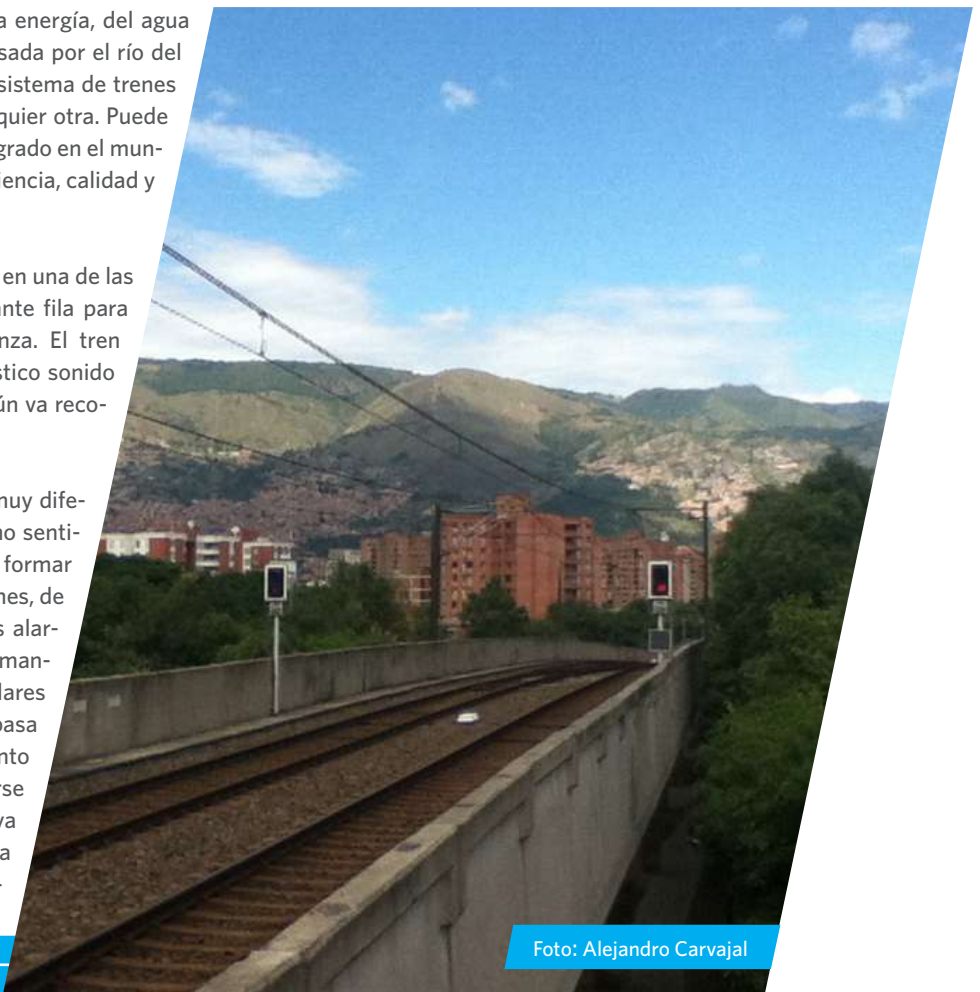 a energía, del agua
sada por el río del
sistema de trenes
quier otra. Puede
grado en el mun-
iencia, calidad y
en una de las
ante fila para
nza. El tren
stico sonido
ún va reco-
muy dife-
no senti-
formar
nes, de
s alar-
man-
lares
pasa
nto
rse
va
a
-
Foto: Alejandro Carvajal